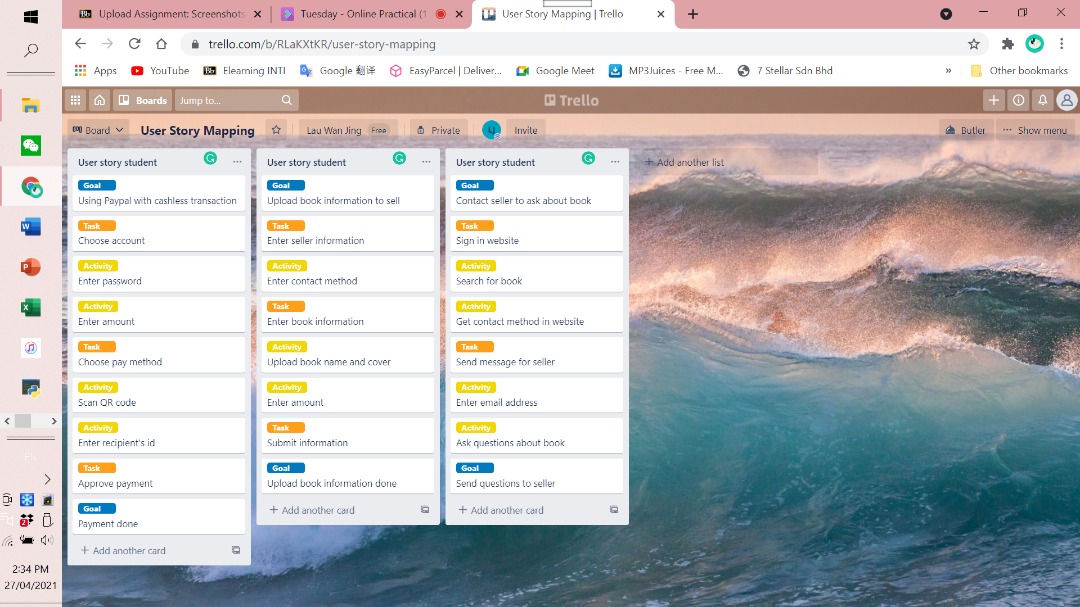 Upload Assignment: Screenshots
Tuesday - Online Practical (1
User Story Mapping | Trello
trello.com/b/RLaKXtKR/user-story-mapping
Apps
YouTube
Elearning INTI
Google 翻译
EasyParcel | Deliver...
Google Meet
MP3Juices - Free M...
7 Stellar Sdn Bhd
»
Other bookmarks
Boards
Jump to...
Trello
Board
User Story Mapping
Lau Wan Jing Free
Private
Invite
Butler
··· Show menu
User story student
Goal
Using Paypal with cashless transaction
Task
Choose account
Activity
Enter password
Activity
Enter amount
Task
Choose pay method
Activity
Scan QR code
Activity
Enter recipient's id
Task
Approve payment
Goal
Payment done
+ Add another card
User story student
Goal
Upload book information to sell
Task
Enter seller information
Activity
Enter contact method
Task
Enter book information
Activity
Upload book name and cover
Activity
Enter amount
Task
Submit information
Goal
Upload book information done
+ Add another card
User story student
Goal
Contact seller to ask about book
Task
Sign in website
Activity
Search for book
Activity
Get contact method in website
Task
Send message for seller
Activity
Enter email address
Activity
Ask questions about book
Goal
Send questions to seller
+ Add another card
+ Add another list
2:34 PM
27/04/2021